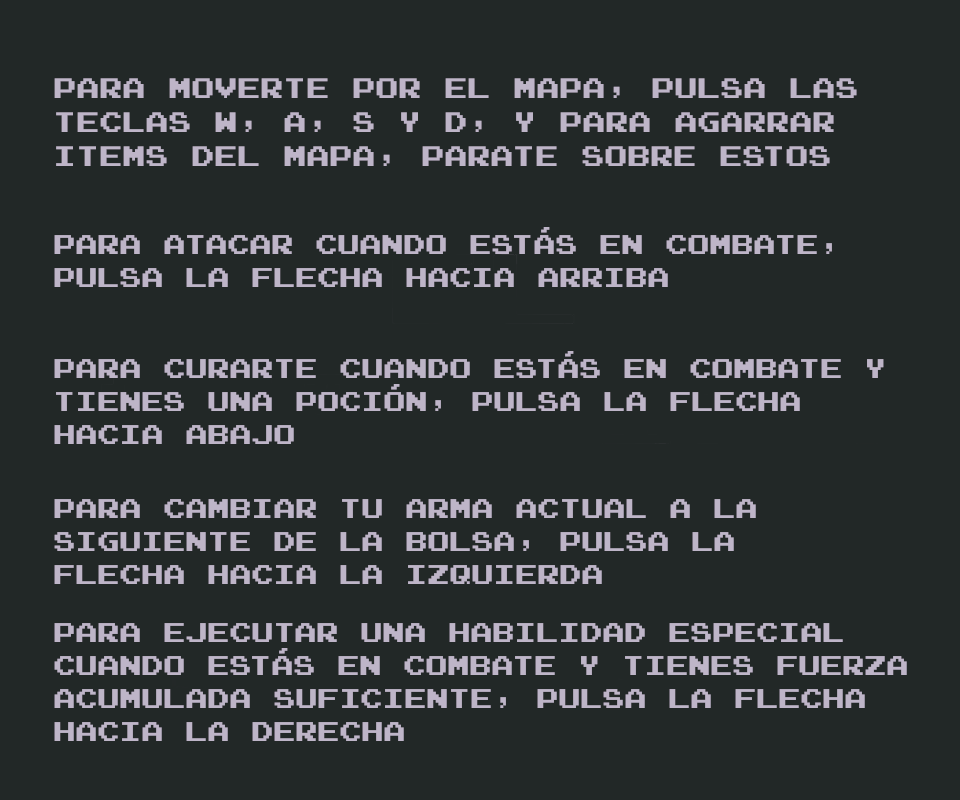 PARA MOVERTE POR EL MAPA, PULSA LAS
TECLAS W, A, S Y D, Y PARA AGARRAR
ITEMS DEL MAPA, PARATE SOBRE ESTOS
PARA ATACAR CUANDO ESTÁS EN COMBATE,
PULSA LA FLECHA HACIA ARRIBA
PARA CURARTE CUANDO ESTÁS EN COMBATE Y
TIENES UNA POCIÓN, PULSA LA FLECHA
HACIA ABAJO
PARA CAMBIAR TU ARMA ACTUAL A LA
SIGUIENTE DE LA BOLSA, PULSA LA
FLECHA HACIA LA IZQUIERDA
PARA EJECUTAR UNA HABILIDAD ESPECIAL
CUANDO ESTÁS EN COMBATE Y TIENES FUERZA
ACUMULADA SUFICIENTE, PULSA LA FLECHA
HACIA LA DERECHA